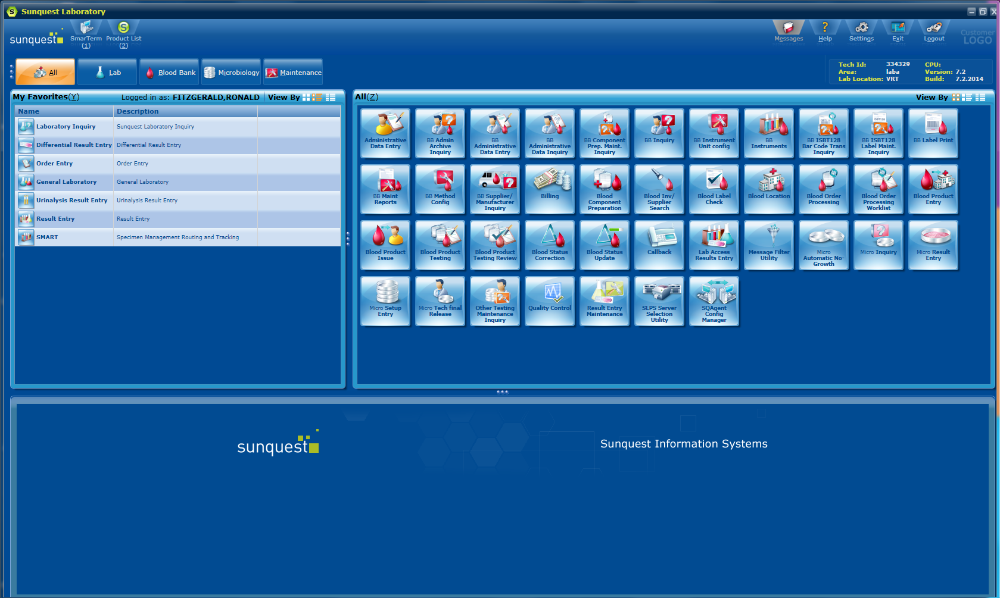 Sunquest Laboratory
sunquest
SmarTerm
(1)
Product List
(2)
Messages
Help
Settings
Exit
Logout
Customer
LOGO
All
Lab
Blood Bank
Microbiology
Maintenance
Tech Id: 334329 CPU:
Area: laba Version: 7.2
Lab Location: VRT Build: 7.2.2014
My Favorites(Y) Logged in as: FITZGERALD,RONALD View By
Name Description
Laboratory Inquiry Sunquest Laboratory Inquiry
Differential Result Entry Differential Result Entry
Order Entry Order Entry
General Laboratory General Laboratory
Urinalysis Result Entry Urinalysis Result Entry
Result Entry Result Entry
SMART Specimen Management Routing and Tracking
All(Z) View By
Administrative
Data Entry
BB Admin
Archive
Inquiry
BB
Administrative
Data Entry
BB
Administrative
Data Inquiry
BB Component
Prep. Maint.
Inquiry
BB Inquiry
BB Instrument
Unit config
BB
Instruments
BB ISBT128
Bar Code Trans
Inquiry
BB ISBT128
Label Maint.
Inquiry
BB Label Print
BB Maint
Reports
BB Method
Config
BB Supplier/
Manufacturer
Inquiry
Billing
Blood
Component
Preparation
Blood Inv/
Supplier
Search
Blood Label
Check
Blood Location
Blood Order
Processing
Blood Order
Processing
Worklist
Blood Product
Entry
Blood Product
Issue
Blood Product
Testing
Blood Product
Testing Review
Blood Status
Correction
Blood Status
Update
Callback
Lab Access
Results Entry
Message Filter
Utility
Micro
Automatic No-
Growth
Micro Inquiry
Micro Result
Entry
Micro Setup
Entry
Micro Tech final
Release
Other Testing
Maintenance
Inquiry
Quality Control
Result Entry
Maintenance
SLPS Server
Selection
Utility
SQAgent
Config
Manager
sunquest
Sunquest Information Systems